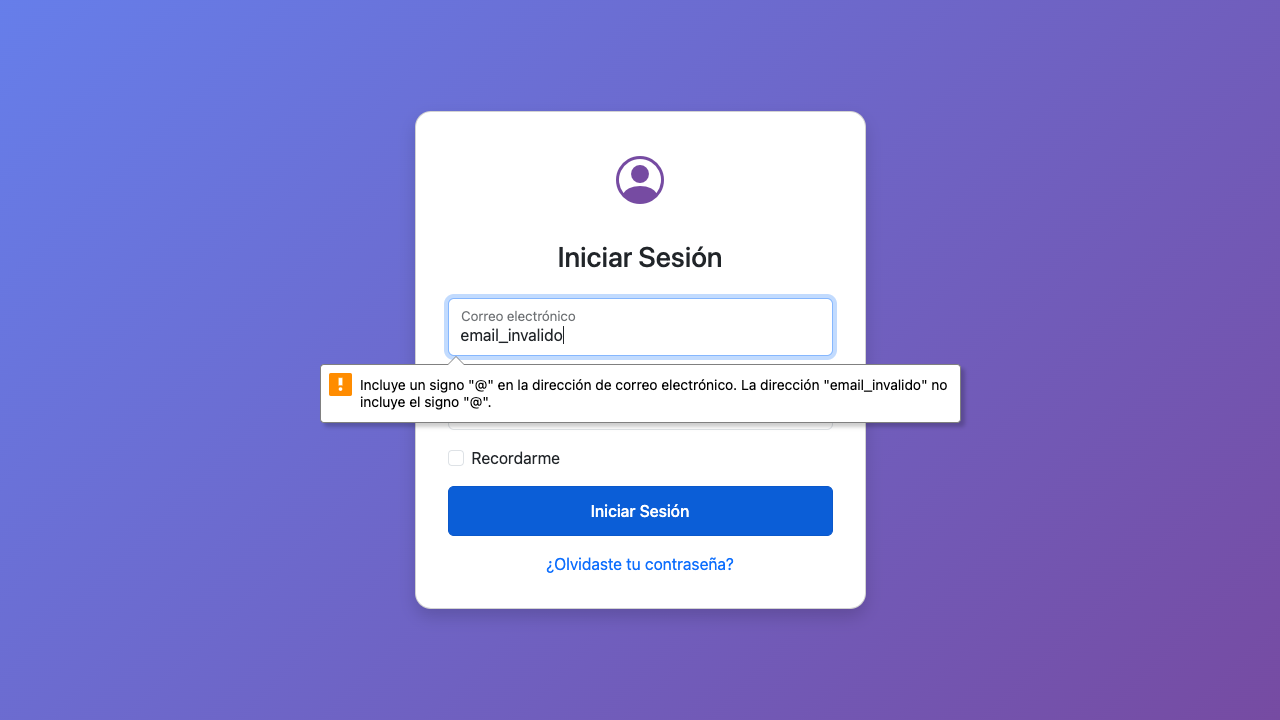 Iniciar Sesión
Correo electrónico
email_invalido
Incluye un signo "@" en la dirección de correo electrónico. La dirección "email_invalido" no
incluye el signo "@".
Recordarme
Iniciar Sesión
¿Olvidaste tu contraseña?